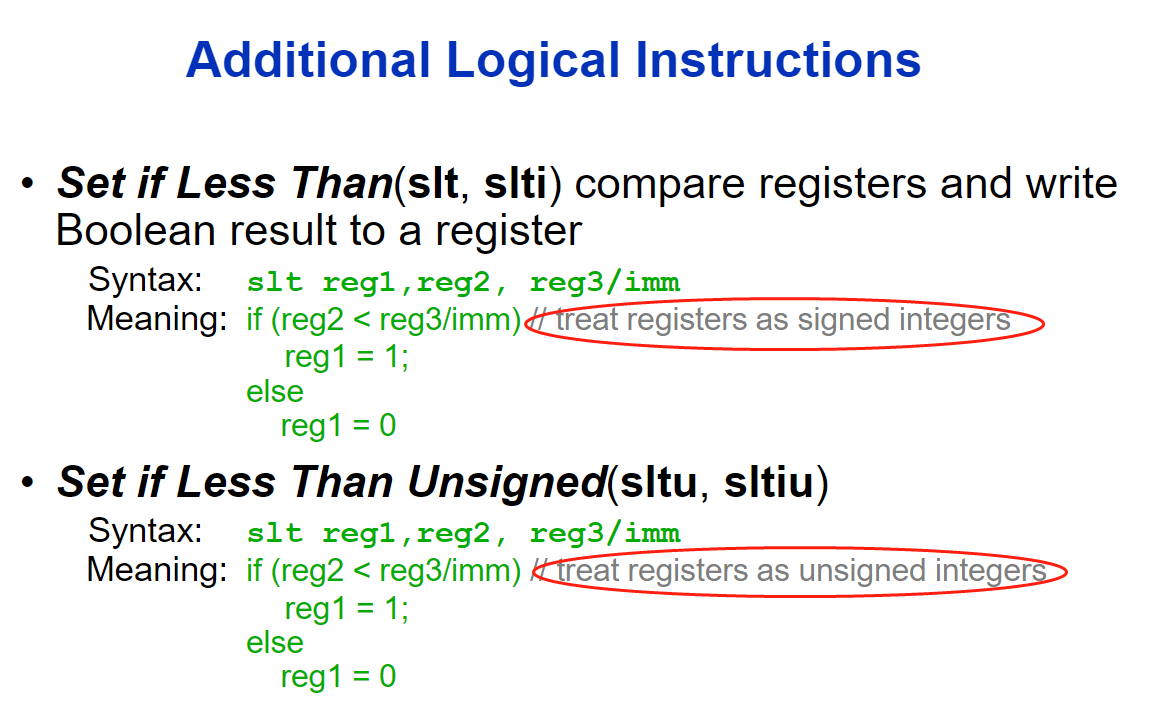 Additional Logical Instructions
• Set if Less Than(slt, slti) compare registers and write
Boolean result to a register
Syntax: slt reg1,reg2, reg3/imm
Meaning: if (reg2 < reg3/imm) // treat registers as signed integers
reg1 = 1;
else
reg1 = 0
• Set if Less Than Unsigned(sltu, sltiu)
Syntax: slt reg1,reg2, reg3/imm
Meaning: if (reg2 < reg3/imm) // treat registers as unsigned integers
reg1 = 1;
else
reg1 = 0